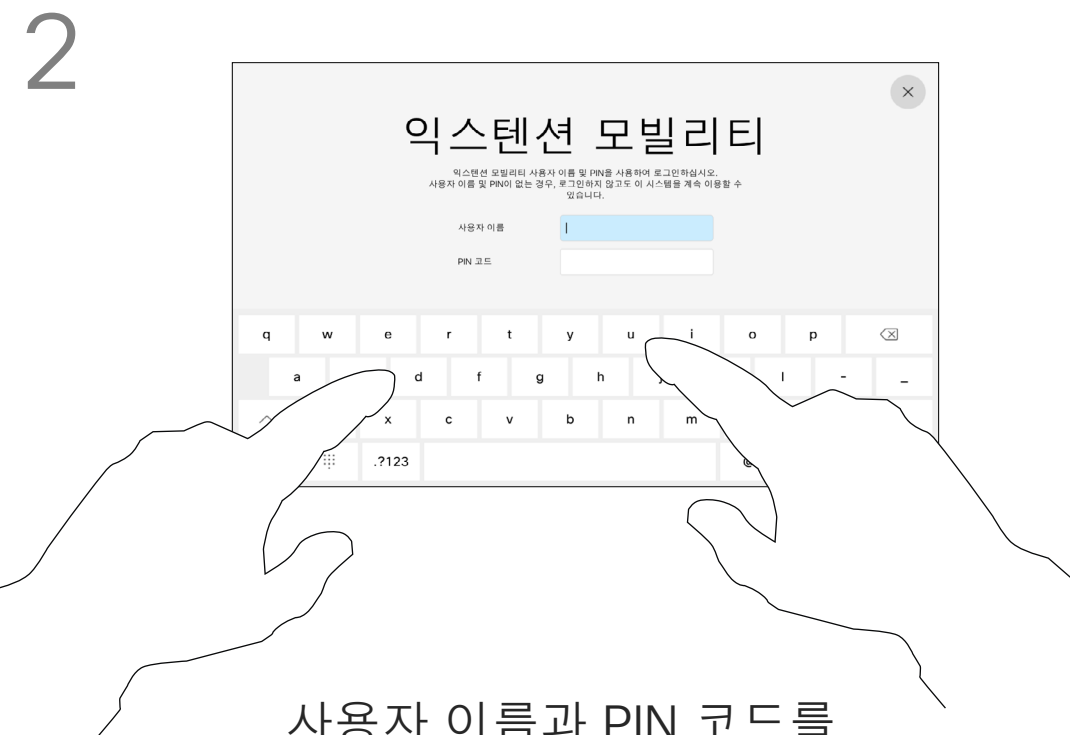 2
익스텐션 모빌리티
익스텐션 모빌리티 사용자 이름 및 PIN을 사용하여 로그인하십시오.
사용자 이름 및 PIN이 없는 경우, 로그인하지 않고도 이 시스템을 계속 이용할 수
있습니다.
사용자 이름
PIN 코드
q w e r t y u i o p
a d f g h j l - _
x c v b n m
.?123 @
사용자 이름과 PIN 코드를